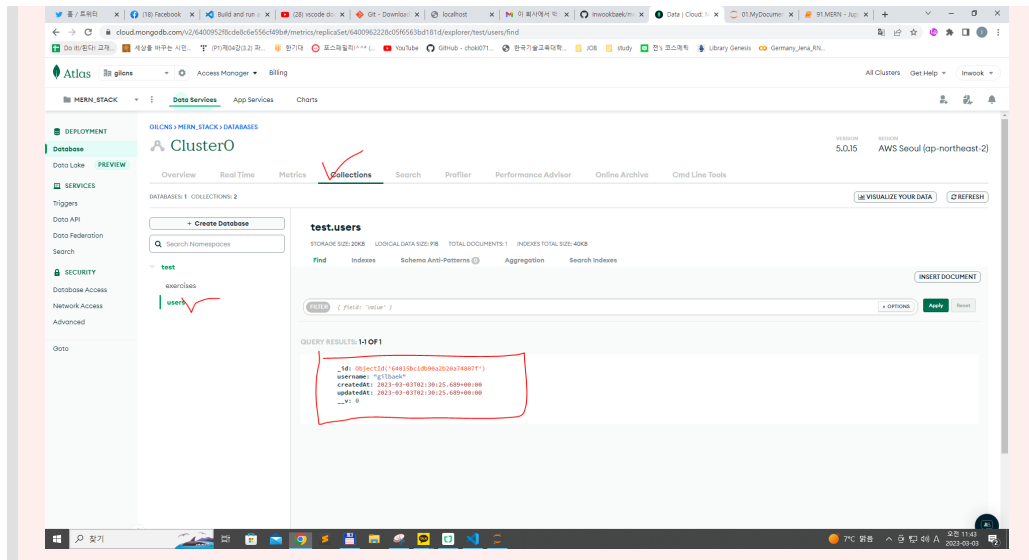 홈 / 트위터
(18) Facebook
Build and run
(28) vscode do
Git - Downloa
localhost
이 회사에서 박
inwookbaek/m
Data | Cloud: M
01.MyDocumen
91.MERN - Jup
cloud.mongodb.com/v2/6400952f8cde8c6e556cf49b#/metrics/replicaSet/6400962228c05f6563bd181d/explorer/test/users/find
Do it!/판다! 교재...
세상을 바꾸는 시민...
한기대
YouTube
GitHub - chokl071...
한국기술교육대학...
JOB
study
Library Genesis
Germany_Jena_RN...
Atlas
gilcns
Access Manager
Billing
All Clusters
Get Help
Inwook
MERN_STACK
Data Services
App Services
Charts
DEPLOYMENT
Database
Data Lake PREVIEW
SERVICES
Triggers
Data API
Data Federation
Search
SECURITY
Database Access
Network Access
Advanced
Goto
GILCNS > MERN_STACK > DATABASES
Cluster0
VERSION
5.0.15
REGION
AWS Seoul (ap-northeast-2)
Overview
Real Time
Metrics
Collections
Search
Profiler
Performance Advisor
Online Archive
Cmd Line Tools
DATABASES: 1 COLLECTIONS: 2
VISUALIZE YOUR DATA
REFRESH
+ Create Database
Search Namespaces
test
exercises
users
test.users
STORAGE SIZE: 20KB LOGICAL DATA SIZE: 91B TOTAL DOCUMENTS: 1 INDEXES TOTAL SIZE: 40KB
Find
Indexes
Schema Anti-Patterns 0
Aggregation
Search Indexes
INSERT DOCUMENT
FILTER { field: 'value' }
OPTIONS
Apply
Reset
QUERY RESULTS: 1-1 OF 1
_id: ObjectId('64015bc1db90a2b20a74807f')
username: "gilbaek"
createdAt: 2023-03-03T02:30:25.689+00:00
updatedAt: 2023-03-03T02:30:25.689+00:00
__v: 0
찾기
7°C 맑음
A
오전 11:43
2023-03-03